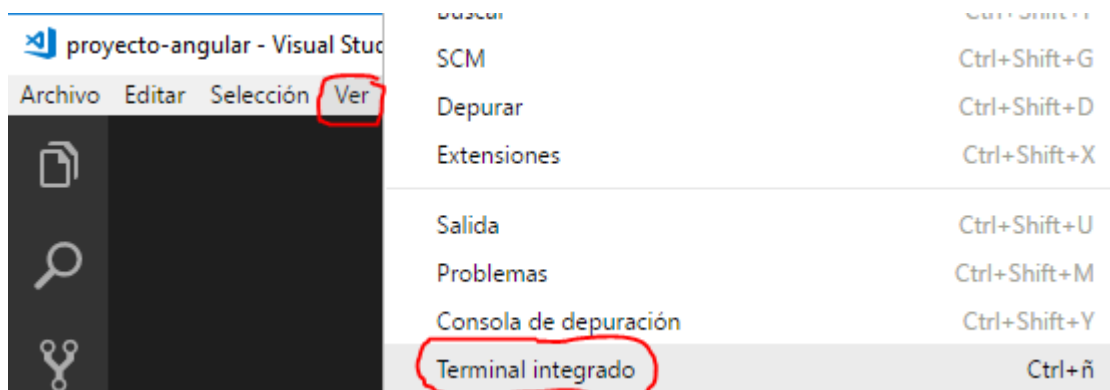 proyecto-angular - Visual Stud
Archivo Editar Selección Ver
SCM Ctrl+Shift+G
Depurar Ctrl+Shift+D
Extensiones Ctrl+Shift+X
Salida Ctrl+Shift+U
Problemas Ctrl+Shift+M
Consola de depuración Ctrl+Shift+Y
Terminal integrado Ctrl+ñ